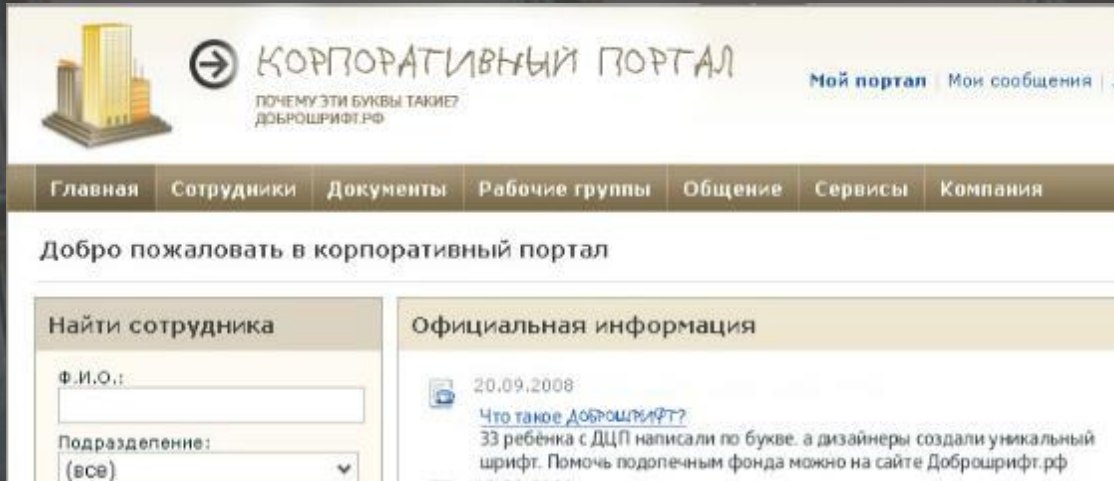 КОРПОРАТИВНЫЙ ПОРТАЛ
ПОЧЕМУ ЭТИ БУКВЫ ТАКИЕ?
ДОБРОШРИФТ.РФ
Мой портал | Мои сообщения |
Главная Сотрудники Документы Рабочие группы Общение Сервисы Компания
Добро пожаловать в корпоративный портал
Найти сотрудника
Ф.И.О.:
Подразделение:
(все)
Официальная информация
20.09.2008
Что такое ДОБРОШРИФТ?
33 ребёнка с ДЦП написали по букве. а дизайнеры создали уникальный
шрифт. Помочь подопечным фонда можно на сайте Доброшрифт.рф